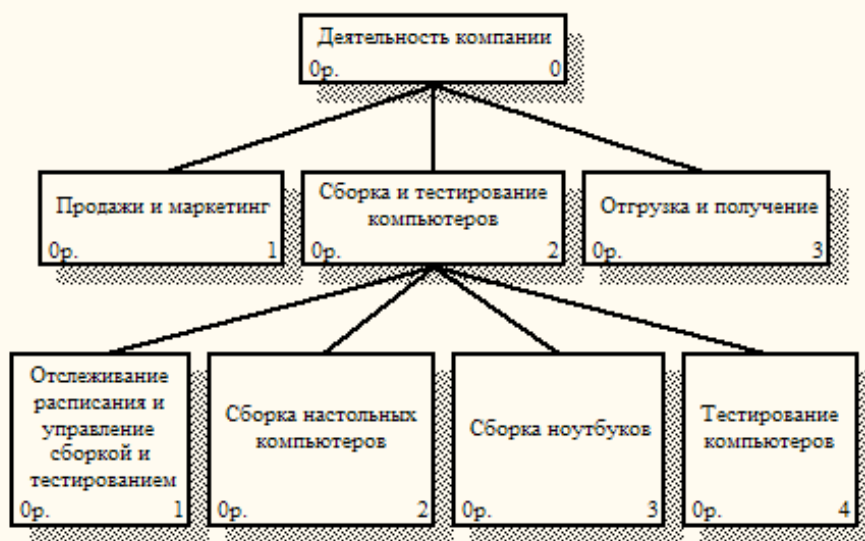 Деятельность компании
0р. 0
Продажи и маркетинг
0р. 1
Сборка и тестирование
компьютеров
0р. 2
Отгрузка и получение
0р. 3
Отслеживание
расписания и
управление
сборкой и
тестированием
0р. 1
Сборка настольных
компьютеров
0р. 2
Сборка ноутбуков
0р. 3
Тестирование
компьютеров
0р. 4